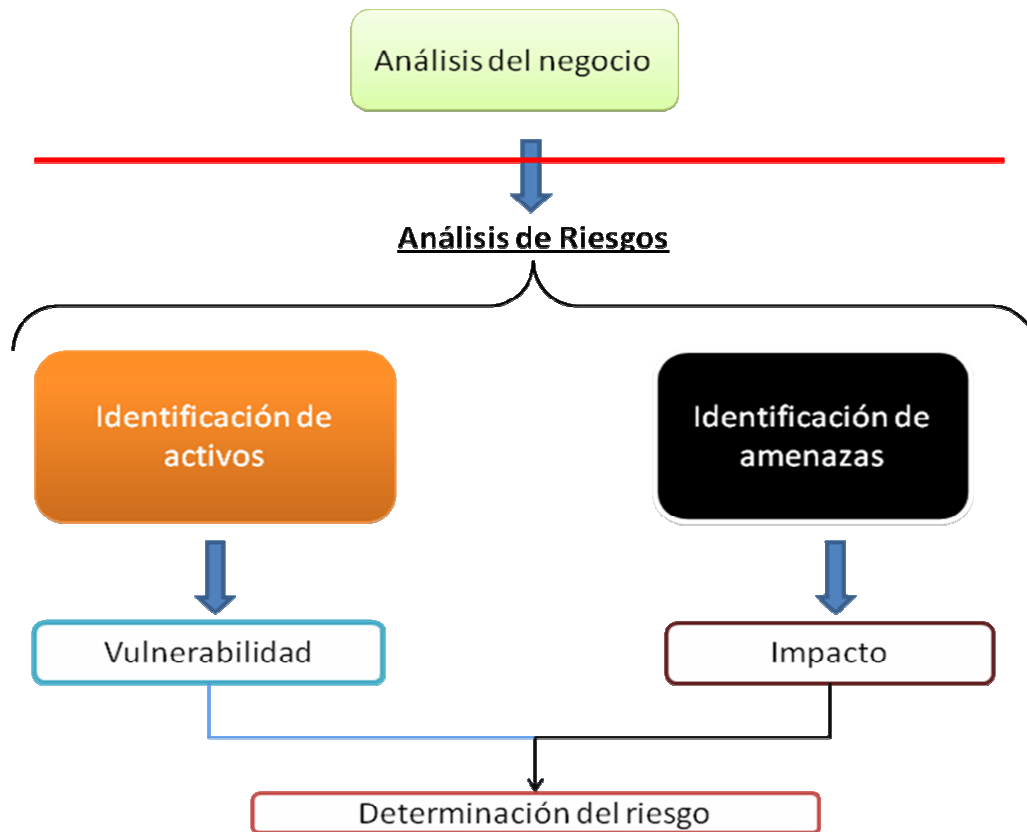 Análisis del negocio
Análisis de Riesgos
Identificación de
activos
Identificación de
amenazas
Vulnerabilidad
Impacto
Determinación del riesgo